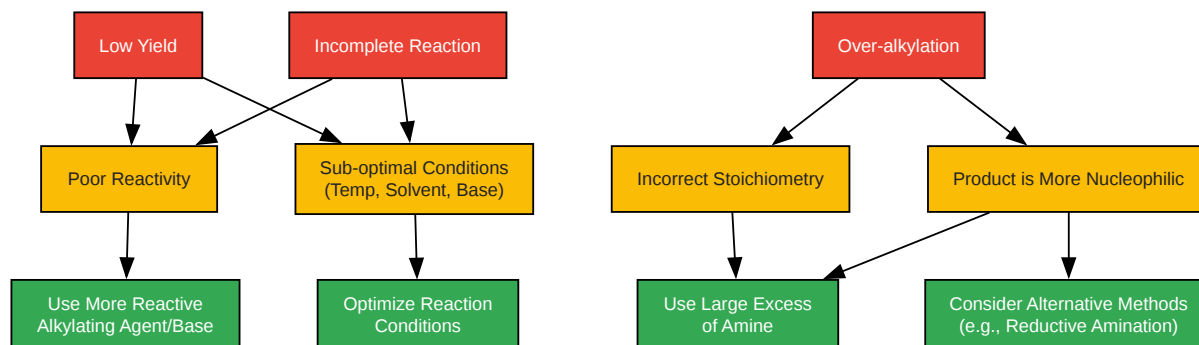 Low Yield
Incomplete Reaction
Over-alkylation
Poor Reactivity
Sub-optimal Conditions
(Temp, Solvent, Base)
Incorrect Stoichiometry
Product is More Nucleophilic
Use More Reactive
Alkylating Agent/Base
Optimize Reaction
Conditions
Use Large Excess
of Amine
Consider Alternative Methods
(e.g., Reductive Amination)